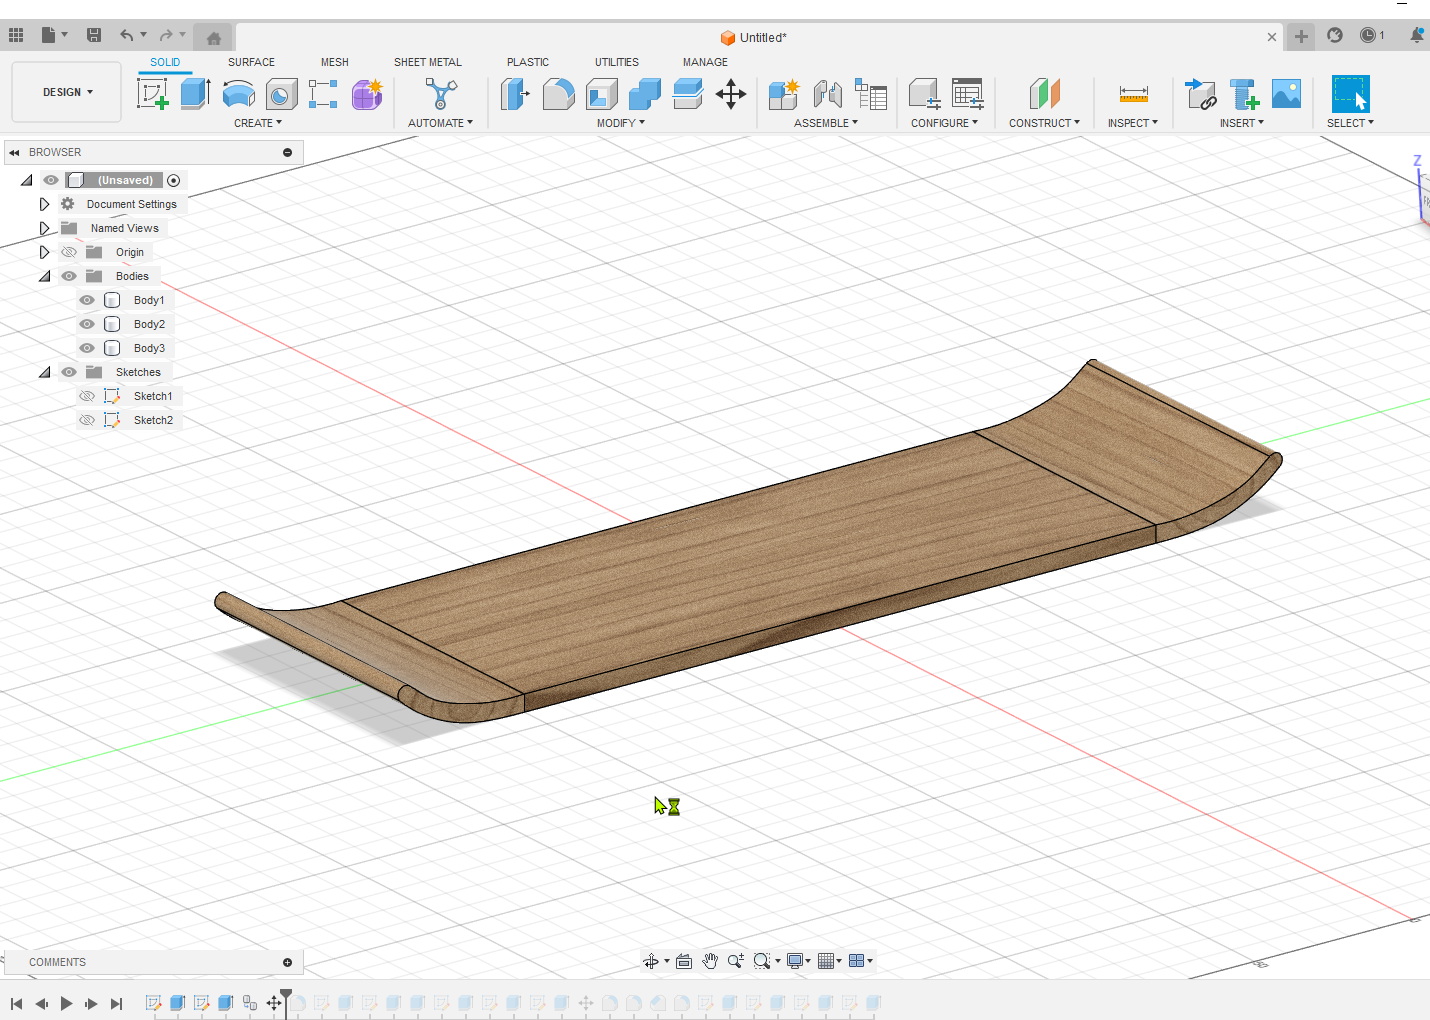 Untitled*
1
DESIGN
SOLID
SURFACE
MESH
SHEET METAL
PLASTIC
UTILITIES
MANAGE
CREATE
AUTOMATE
MODIFY
ASSEMBLE
CONFIGURE
CONSTRUCT
INSPECT
INSERT
SELECT
BROWSER
(Unsaved)
Document Settings
Named Views
Origin
Bodies
Body1
Body2
Body3
Sketches
Sketch1
Sketch2
Z
COMMENTS